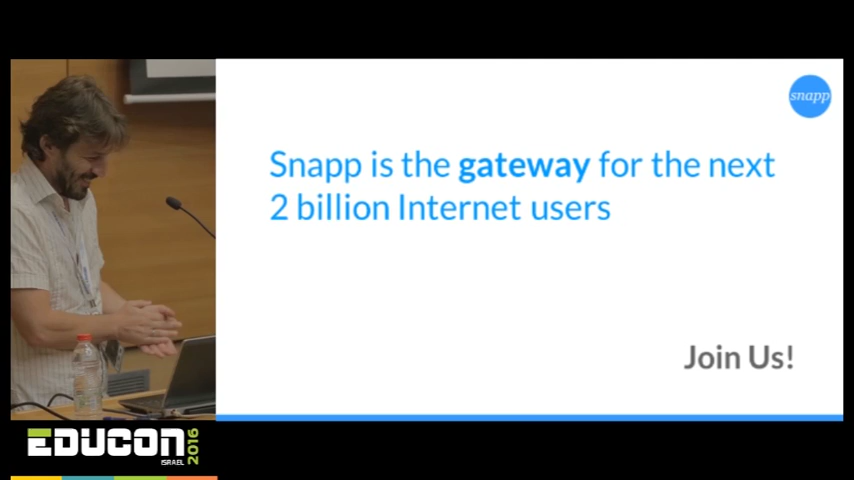 snapp
Snapp is the gateway for the next
2 billion Internet users
Join Us!
EDUCON
ISRAEL
2016